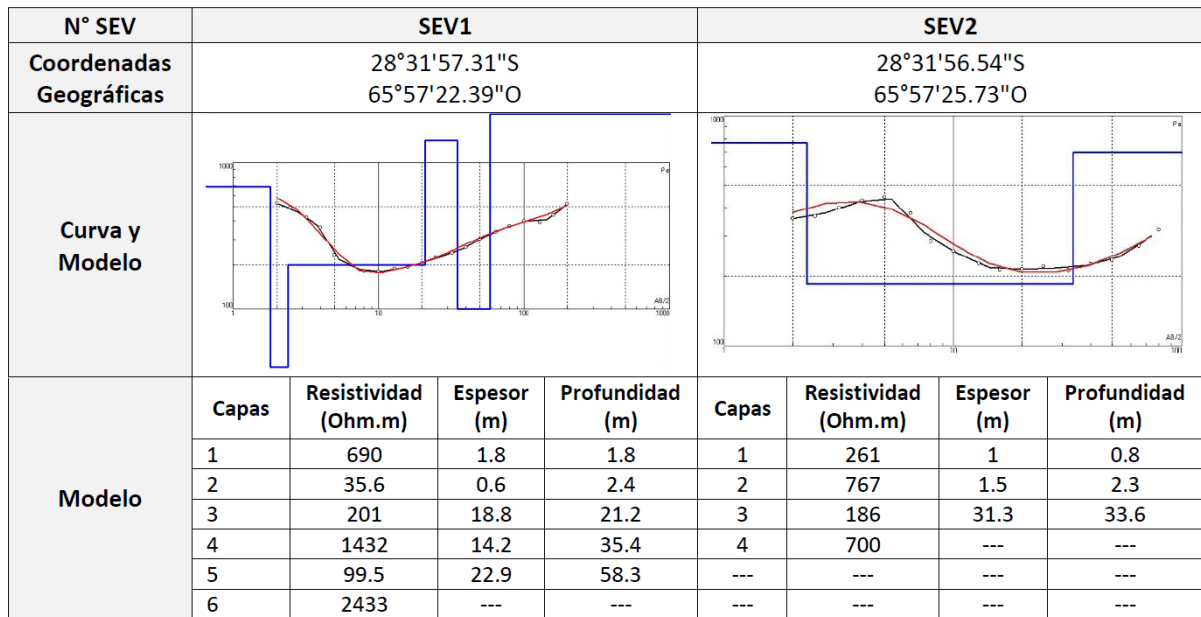 N° SEV SEV1 SEV2
Coordenadas Geográficas 28°31'57.31"S 65°57'22.39"O 28°31'56.54"S 65°57'25.73"O
Curva y Modelo
1000 Pa
100 AB/2
1 10 100 1000
1000 Pa
100 AB/2
10 100
Modelo
Capas Resistividad (Ohm.m) Espesor (m) Profundidad (m) Capas Resistividad (Ohm.m) Espesor (m) Profundidad (m)
1 690 1.8 1.8 1 261 1 0.8
2 35.6 0.6 2.4 2 767 1.5 2.3
3 201 18.8 21.2 3 186 31.3 33.6
4 1432 14.2 35.4 4 700 --- ---
5 99.5 22.9 58.3 --- --- --- ---
6 2433 --- --- --- --- --- ---